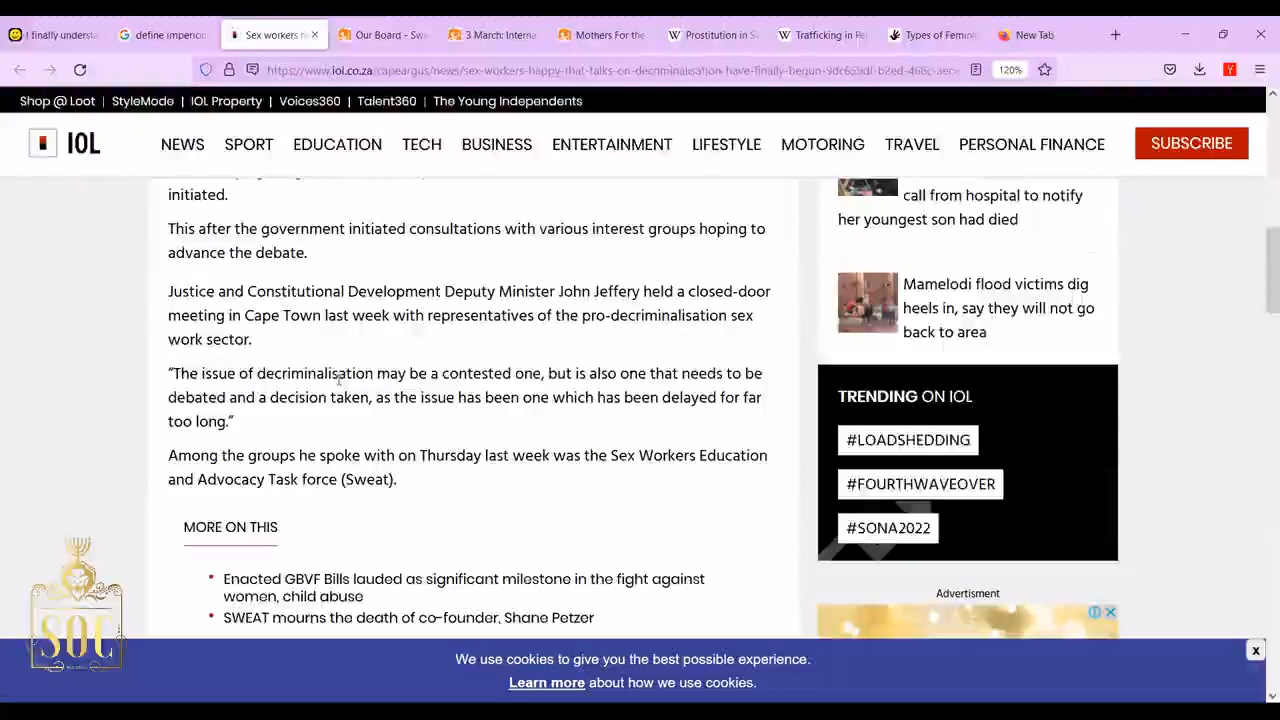 I finally understa
define imperion
Sex workers h
Our Board - Swe
3 March: Interna
Mothers For the
Prostitution in S
Trafficking in Pe
Types of Femini
New Tab
https://www.iol.co.za/capeargus/news/sex-workers-happy-that-talks-on-decriminalisation-have-finally-begun-
120%
Shop @ Loot | StyleMode | IOL Property | Voices360 | Talent360 | The Young Independents
IOL
NEWS SPORT EDUCATION TECH BUSINESS ENTERTAINMENT LIFESTYLE MOTORING TRAVEL PERSONAL FINANCE
SUBSCRIBE
initiated.
This after the government initiated consultations with various interest groups hoping to
advance the debate.
Justice and Constitutional Development Deputy Minister John Jeffery held a closed-door
meeting in Cape Town last week with representatives of the pro-decriminalisation sex
work sector.
“The issue of decriminalisation may be a contested one, but is also one that needs to be
debated and a decision taken, as the issue has been one which has been delayed for far
too long.”
Among the groups he spoke with on Thursday last week was the Sex Workers Education
and Advocacy Task force (Sweat).
MORE ON THIS
• Enacted GBVF Bills lauded as significant milestone in the fight against
women, child abuse
• SWEAT mourns the death of co-founder, Shane Petzer
call from hospital to notify
her youngest son had died
Mamelodi flood victims dig
heels in, say they will not go
back to area
TRENDING ON IOL
#LOADSHEDDING
#FOURTHWAVEOVER
#SONA2022
Advertisment
SOC
We use cookies to give you the best possible experience.
x
Learn more about how we use cookies.